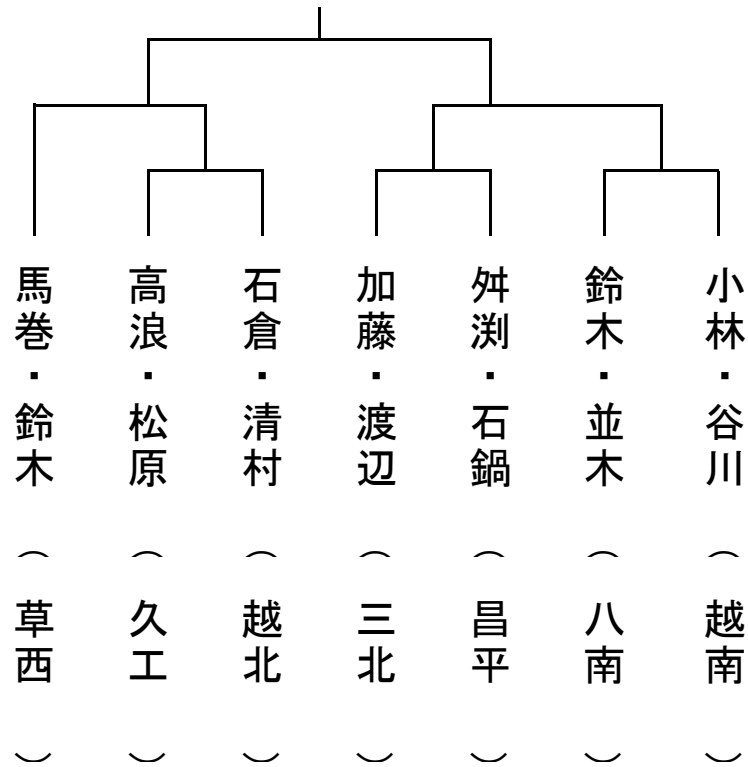 馬巻・鈴木（草西）
高浪・松原（久工）
石倉・清村（越北）
加藤・渡辺（三北）
舛渕・石鍋（昌平）
鈴木・並木（八南）
小林・谷川（越南）